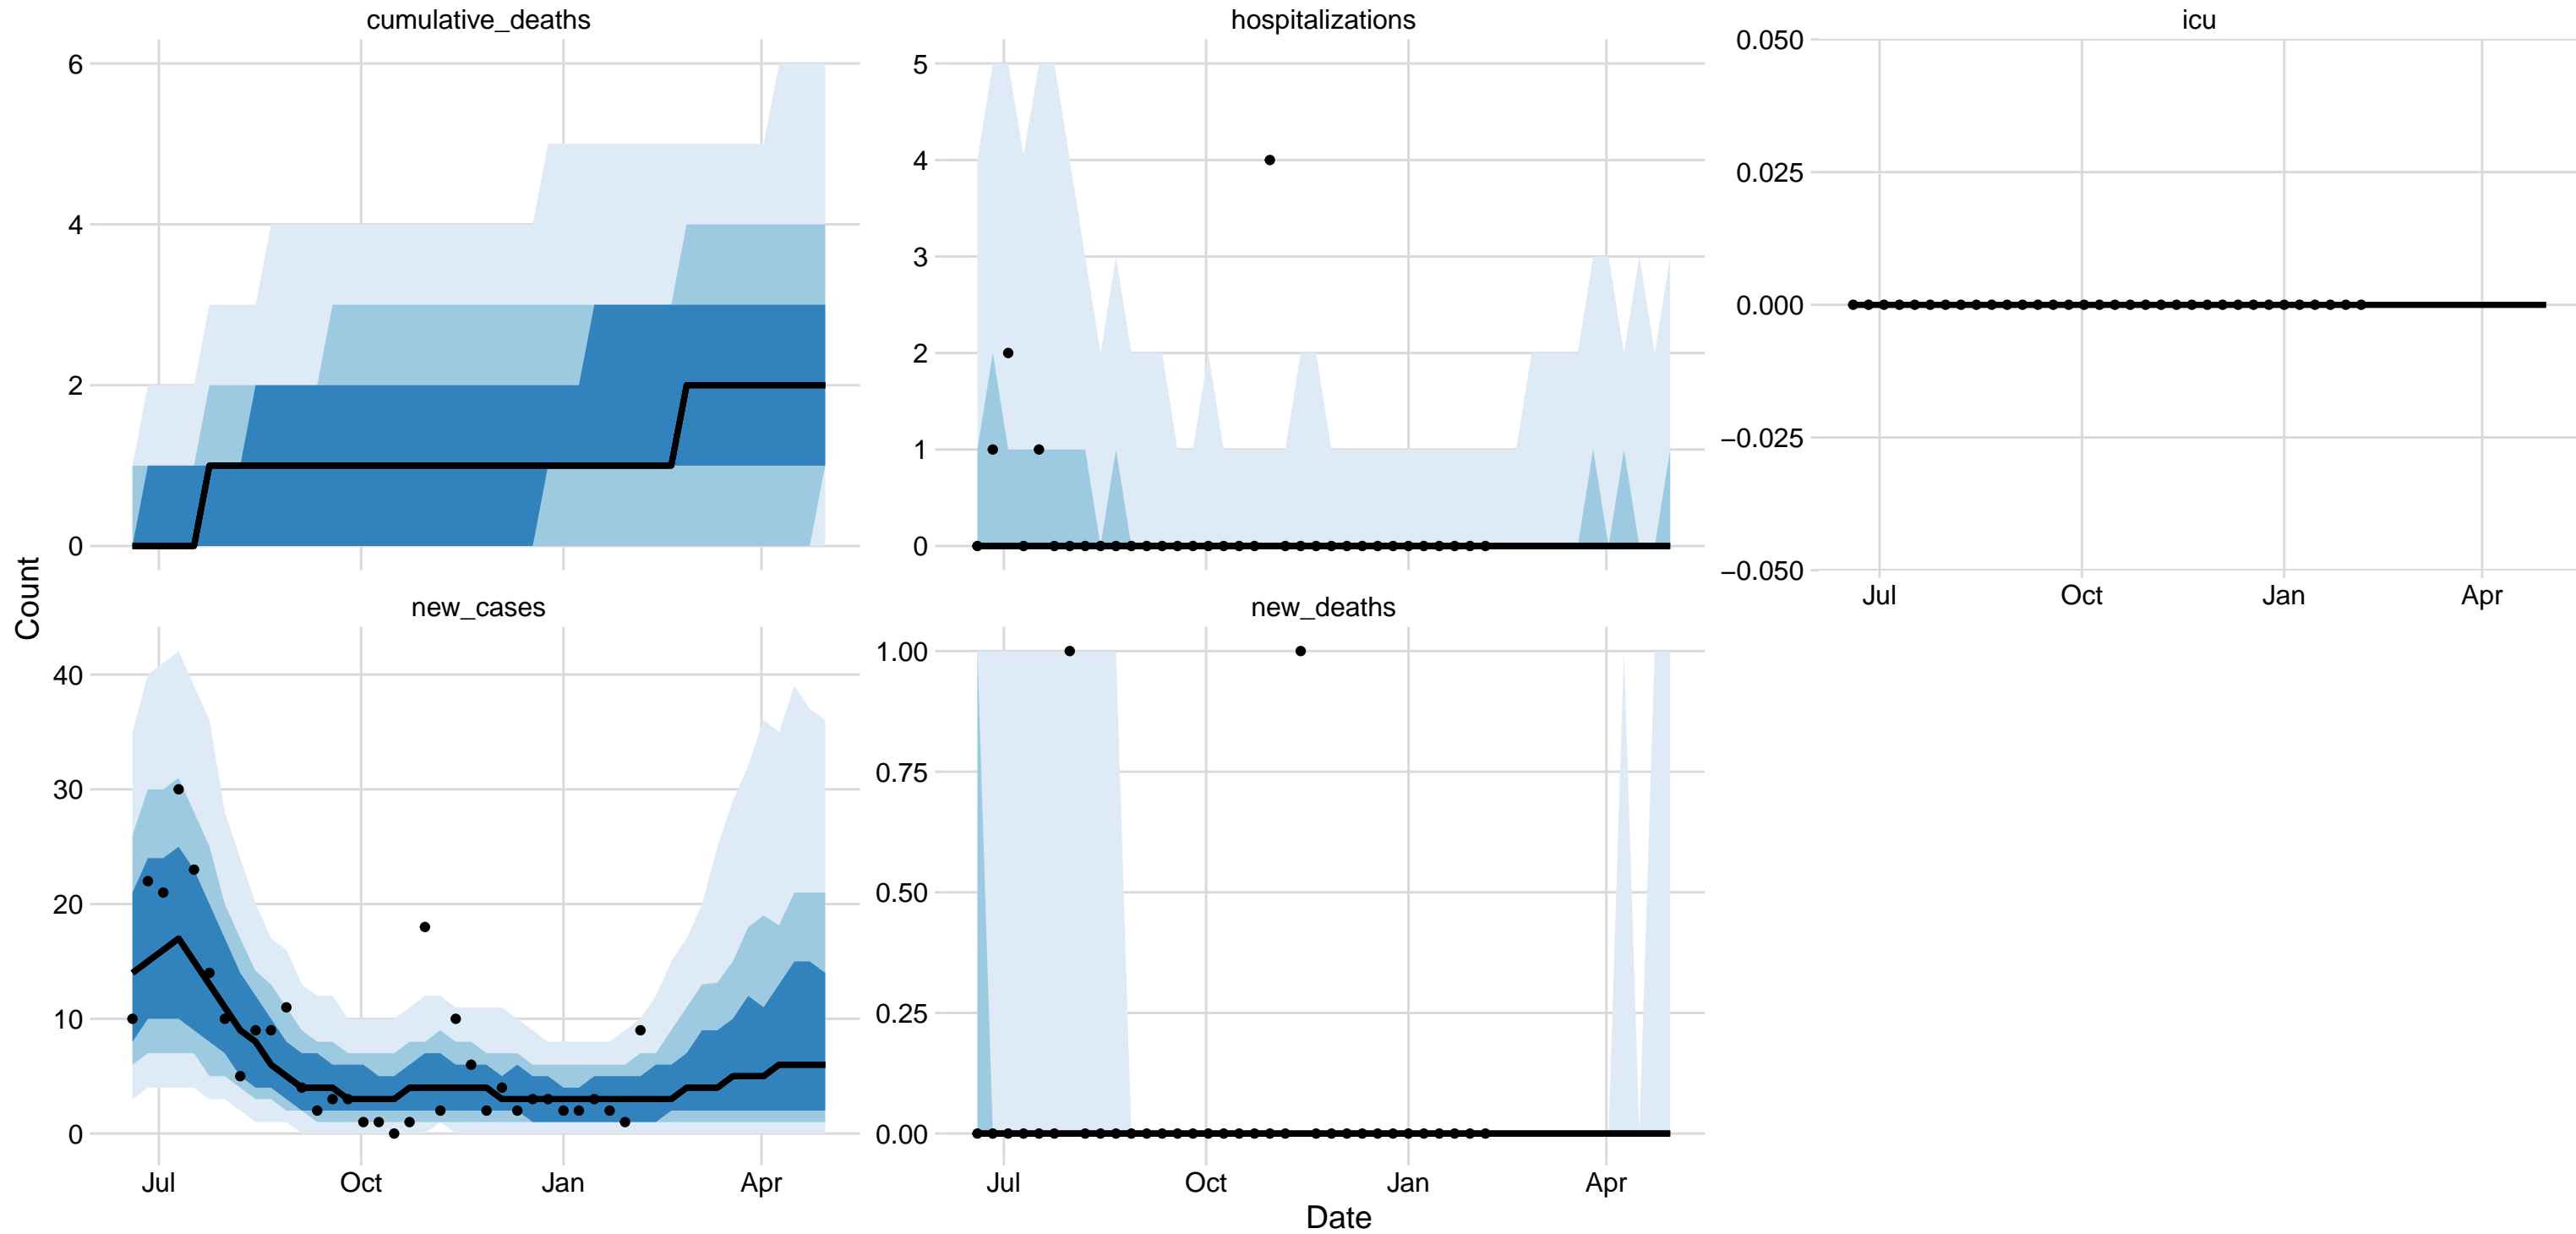 cumulative_deaths
hospitalizations
icu
6
4
2
0
5
4
3
2
1
0
0.050
0.025
0.000
−0.025
−0.050
Jul Oct Jan Apr
Count
new_cases
new_deaths
40
30
20
10
0
1.00
0.75
0.50
0.25
0.00
Jul Oct Jan Apr
Jul Oct Jan Apr
Date